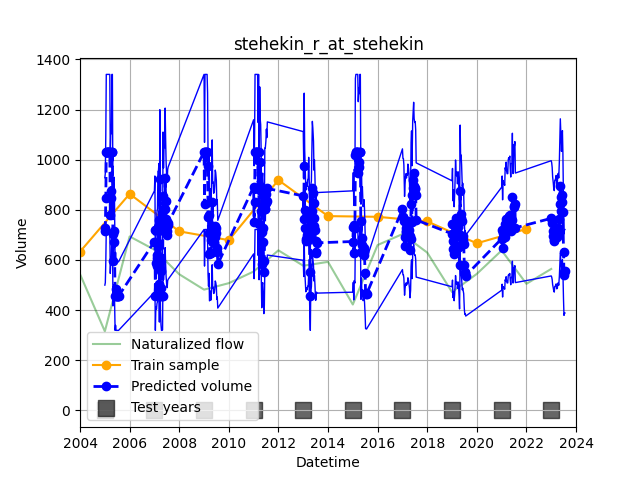 stehekin_r_at_stehekin
1400
1200
1000
800
600
400
200
0
Volume
Naturalized flow
Train sample
Predicted volume
Test years
2004 2006 2008 2010 2012 2014 2016 2018 2020 2022 2024
Datetime